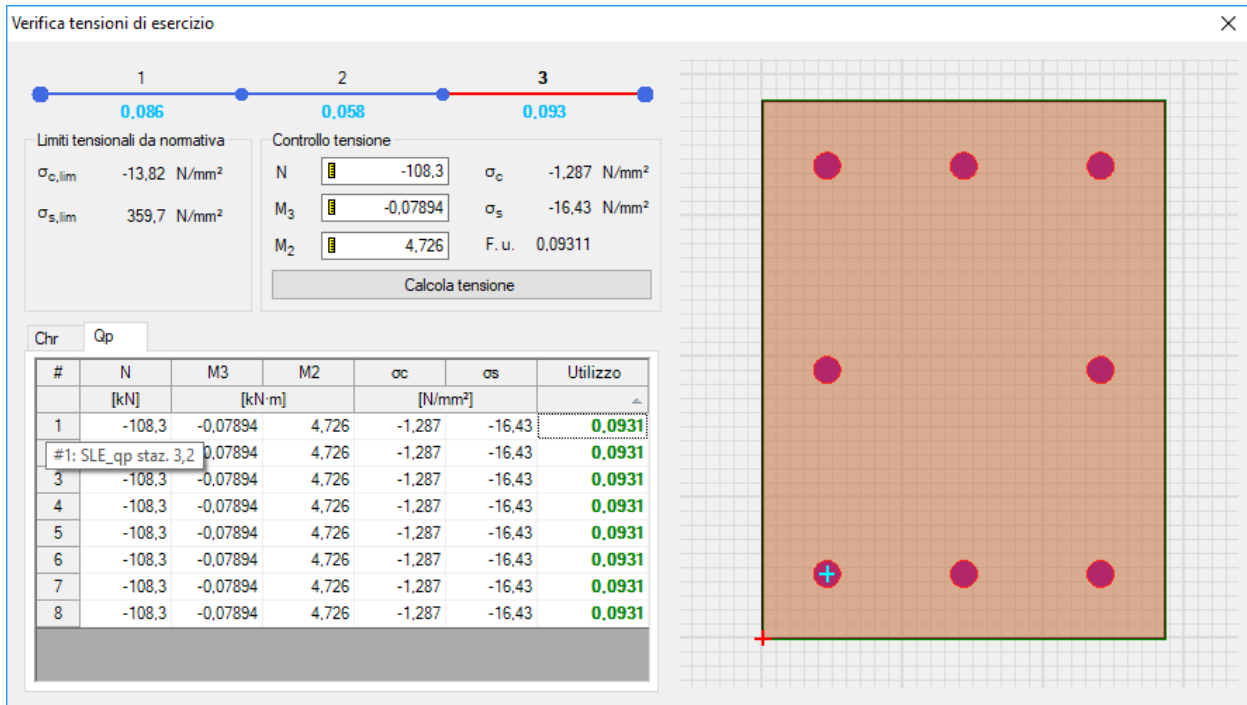 Verifica tensioni di esercizio
1 2 3
0,086 0,058 0,093
Limiti tensionali da normativa
σc,lim -13,82 N/mm²
σs,lim 359,7 N/mm²
Controllo tensione
N -108,3 σc -1,287 N/mm²
M3 -0,07894 σs -16,43 N/mm²
M2 4,726 F. u. 0,09311
Calcola tensione
Chr Qp
# N M3 M2 σc σs Utilizzo
[kN] [kN·m] [N/mm²]
1 -108,3 -0,07894 4,726 -1,287 -16,43 0,0931
#1: SLE_qp staz. 3,2 0,07894 4,726 -1,287 -16,43 0,0931
3 -108,3 -0,07894 4,726 -1,287 -16,43 0,0931
4 -108,3 -0,07894 4,726 -1,287 -16,43 0,0931
5 -108,3 -0,07894 4,726 -1,287 -16,43 0,0931
6 -108,3 -0,07894 4,726 -1,287 -16,43 0,0931
7 -108,3 -0,07894 4,726 -1,287 -16,43 0,0931
8 -108,3 -0,07894 4,726 -1,287 -16,43 0,0931